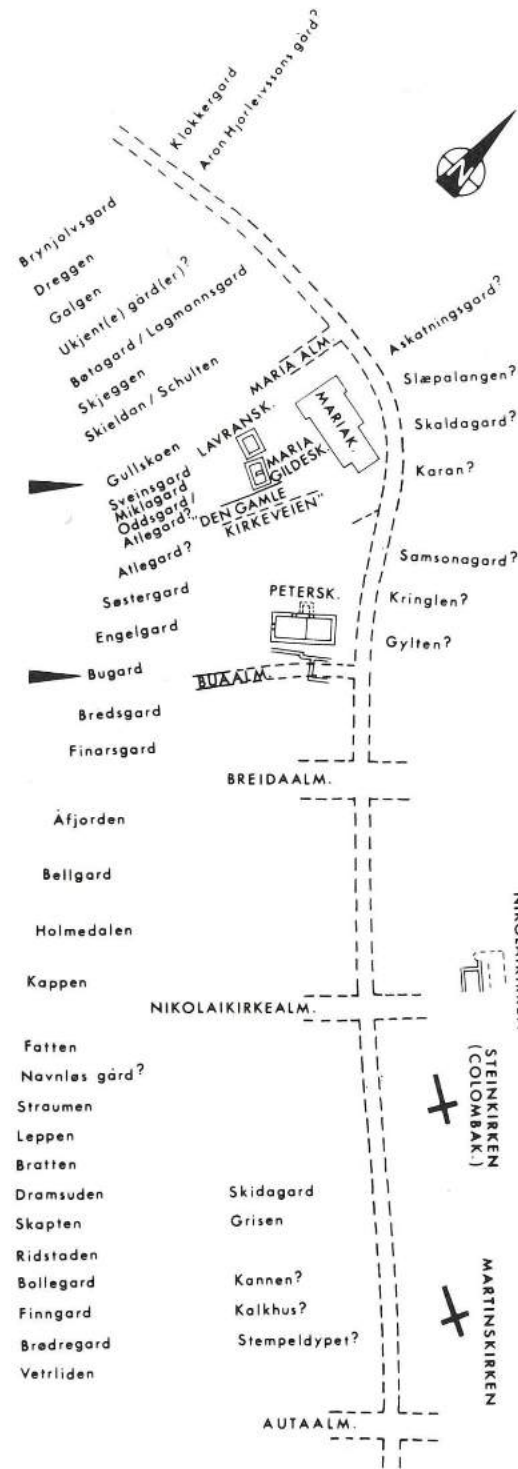 Klokkergard
Aron Hjorleivssons gård?
N
Brynjolvsgard
Dreggen
Galgen
Ukjent(e) gård(er)?
Bøtagard / Lagmannsgard
Skjeggen
Skieldan / Schulten
Gullskoen
Sveinsgard
Miklagard
Oddsgard/
Atlegard?
Atlegard?
Søstergard
Engelgard
Bugard
Bredsgard
Finarsgard
MARIA ALM.
LAVRANSK.
MARIAK.
MARIA
GILDESK.
"DEN GAMLE
KIRKEVEIEN"
PETERSK.
BUAALM.
Askatningsgard?
Slæpalangen?
Skaldagard?
Karan?
Samsonagard?
Kringlen?
Gylten?
BREIDAALM.
Åfjorden
Bellgard
Holmedalen
Kappen
NIKOLAIKIRKEALM.
Fatten
Navnløs gård?
Straumen
Leppen
Bratten
Dramsuden
Skapten
Ridstaden
Bollegard
Finngard
Brødregard
Vetrliden
Skidagard
Grisen
Kannen?
Kalkhus?
Stempeldypet?
STEINKIRKEN
(COLOMBAK.)
MARTINSKIRKEN
AUTAALM.